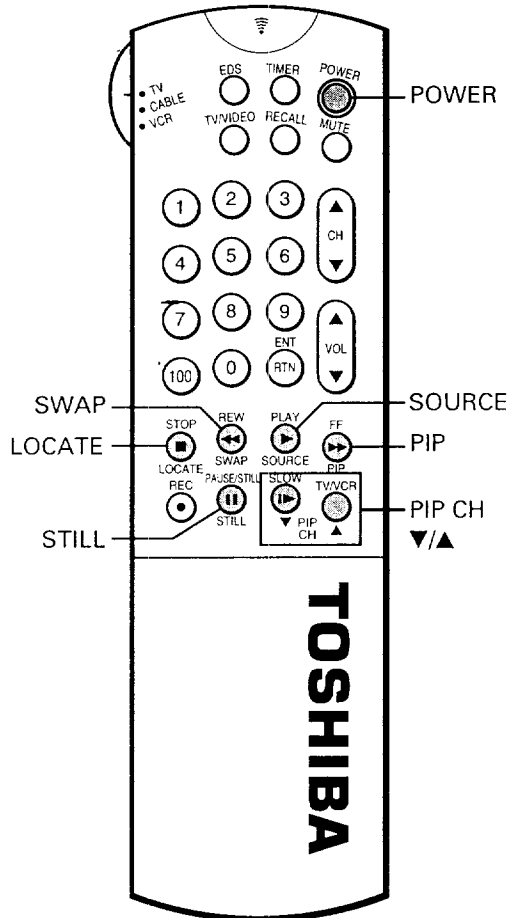 EDS TIMER POWER
• TV
• CABLE
• VCR
POWER
TV/VIDEO RECALL MUTE
1 2 3
▲
CH
▼
4 5 6
7 8 9
▲
VOL
▼
ENT
100 0 RTN
SWAP
SOURCE
STOP REW PLAY FF
LOCATE
PIP
LOCATE SWAP SOURCE PIP
REC PAUSE/STILL SLOW TV/VCR
PIP CH
▼/▲
STILL
STILL ▼ PIP CH ▲
TOSHIBA